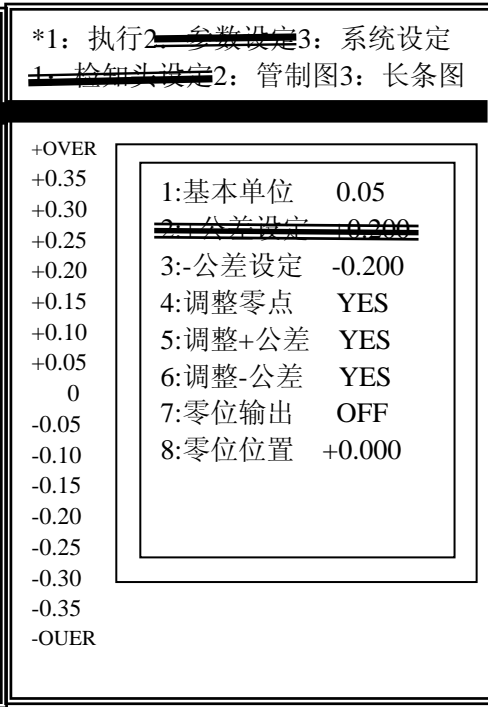 *1：执行2：参数设定3：系统设定
1：检知头设定2：管制图3：长条图
+OVER
+0.35
+0.30
+0.25
+0.20
+0.15
+0.10
+0.05
0
-0.05
-0.10
-0.15
-0.20
-0.25
-0.30
-0.35
-OUER
1:基本单位 0.05
2:+公差设定 +0.200
3:-公差设定 -0.200
4:调整零点 YES
5:调整+公差 YES
6:调整-公差 YES
7:零位输出 OFF
8:零位位置 +0.000